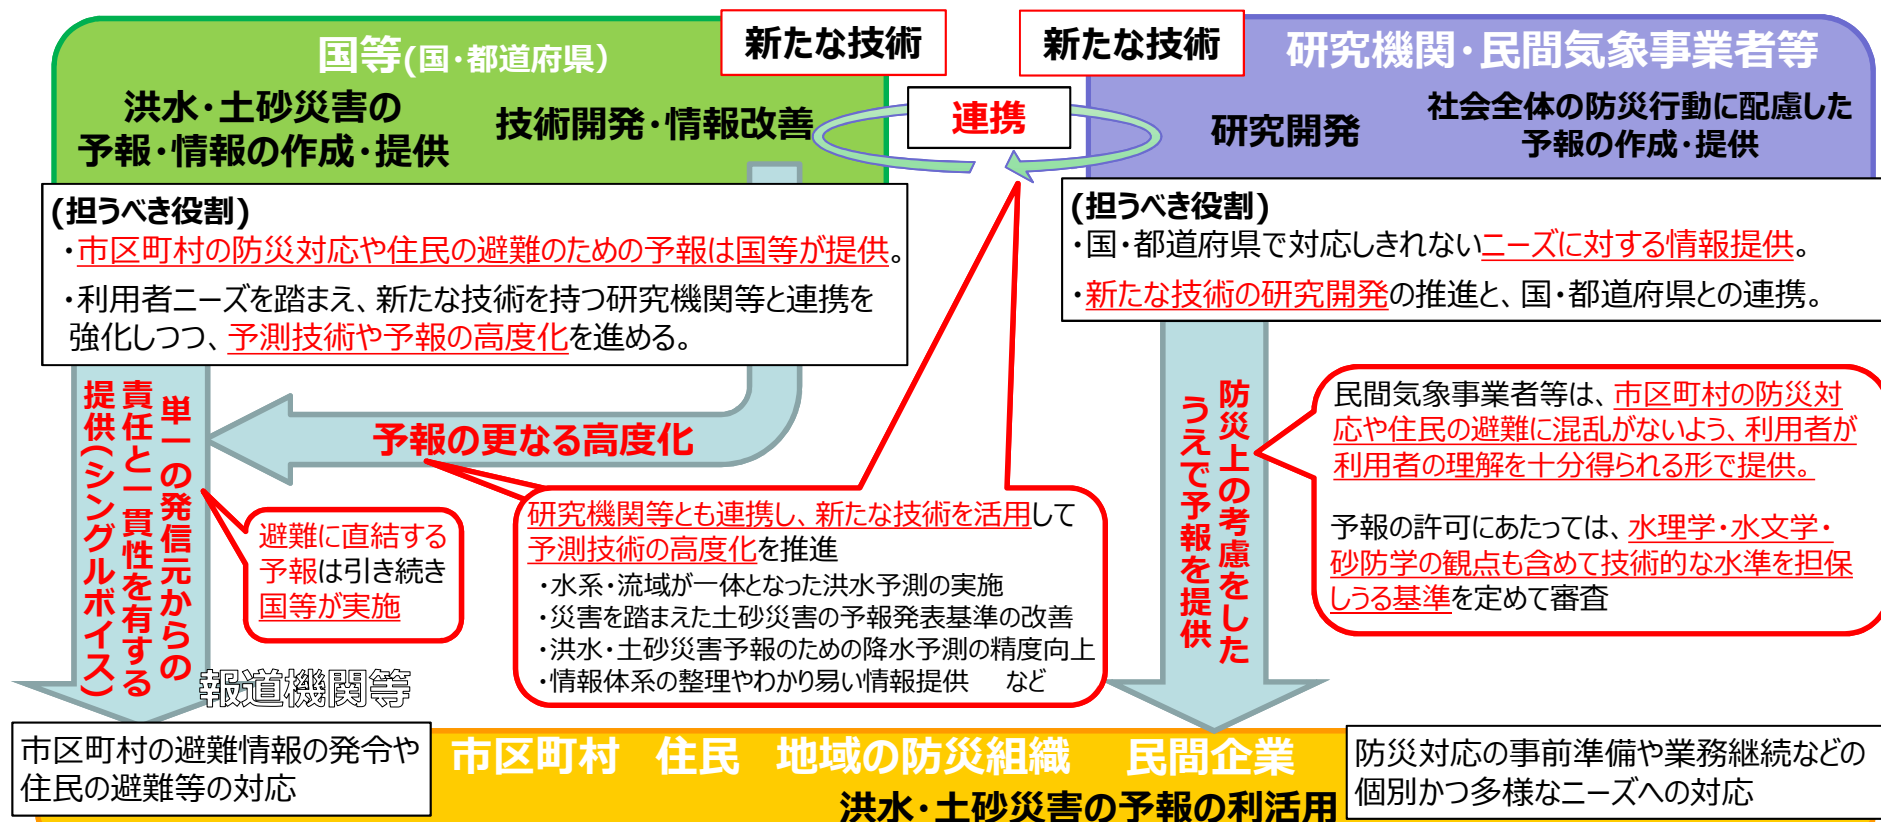 国等(国・都道府県)
新たな技術
新たな技術
研究機関・民間気象事業者等
洪水・土砂災害の
予報・情報の作成・提供
技術開発・情報改善
連携
研究開発
社会全体の防災行動に配慮した
予報の作成・提供
(担うべき役割)
・市区町村の防災対応や住民の避難のための予報は国等が提供。
・利用者ニーズを踏まえ、新たな技術を持つ研究機関等と連携を
強化しつつ、予測技術や予報の高度化を進める。
(担うべき役割)
・国・都道府県で対応しきれないニーズに対する情報提供。
・新たな技術の研究開発の推進と、国・都道府県との連携。
単一の発信元からの
責任と一貫性を有する
提供(シングルボイス)
予報の更なる高度化
避難に直結する
予報は引き続き
国等が実施
研究機関等とも連携し、新たな技術を活用して
予測技術の高度化を推進
・水系・流域が一体となった洪水予測の実施
・災害を踏まえた土砂災害の予報発表基準の改善
・洪水・土砂災害予報のための降水予測の精度向上
・情報体系の整理やわかり易い情報提供 など
防災上の考慮をした
うえで予報を提供
民間気象事業者等は、市区町村の防災対
応や住民の避難に混乱がないよう、利用者が
利用者の理解を十分得られる形で提供。
予報の許可にあたっては、水理学・水文学・
砂防学の観点も含めて技術的な水準を担保
しうる基準を定めて審査
報道機関等
市区町村の避難情報の発令や
住民の避難等の対応
市区町村 住民 地域の防災組織 民間企業
洪水・土砂災害の予報の利活用
防災対応の事前準備や業務継続などの
個別かつ多様なニーズへの対応